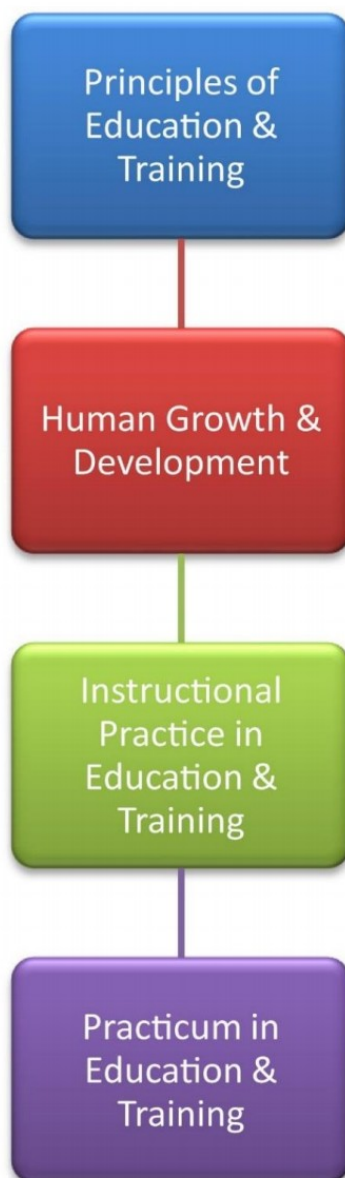 Principles of
Education &
Training
Human Growth &
Development
Instructional
Practice in
Education &
Training
Practicum in
Education &
Training